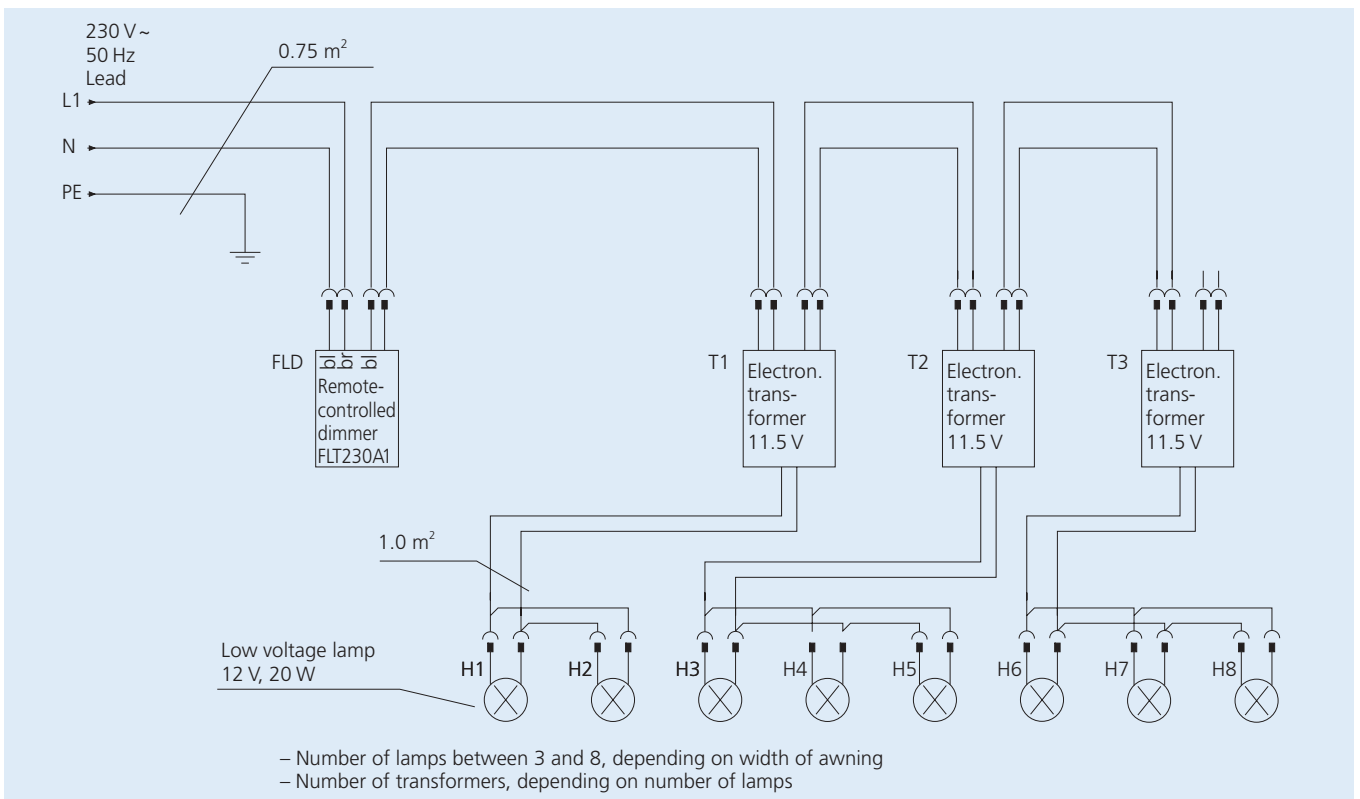 230 V ~
50 Hz
Lead
0.75 m²
L1
N
PE
FLD
bl
br
bl
Remote-
controlled
dimmer
FLT230A1
T1
Electron.
trans-
former
11.5 V
T2
Electron.
trans-
former
11.5 V
T3
Electron.
trans-
former
11.5 V
1.0 m²
Low voltage lamp
12 V, 20 W
H1
H2
H3
H4
H5
H6
H7
H8
– Number of lamps between 3 and 8, depending on width of awning
– Number of transformers, depending on number of lamps